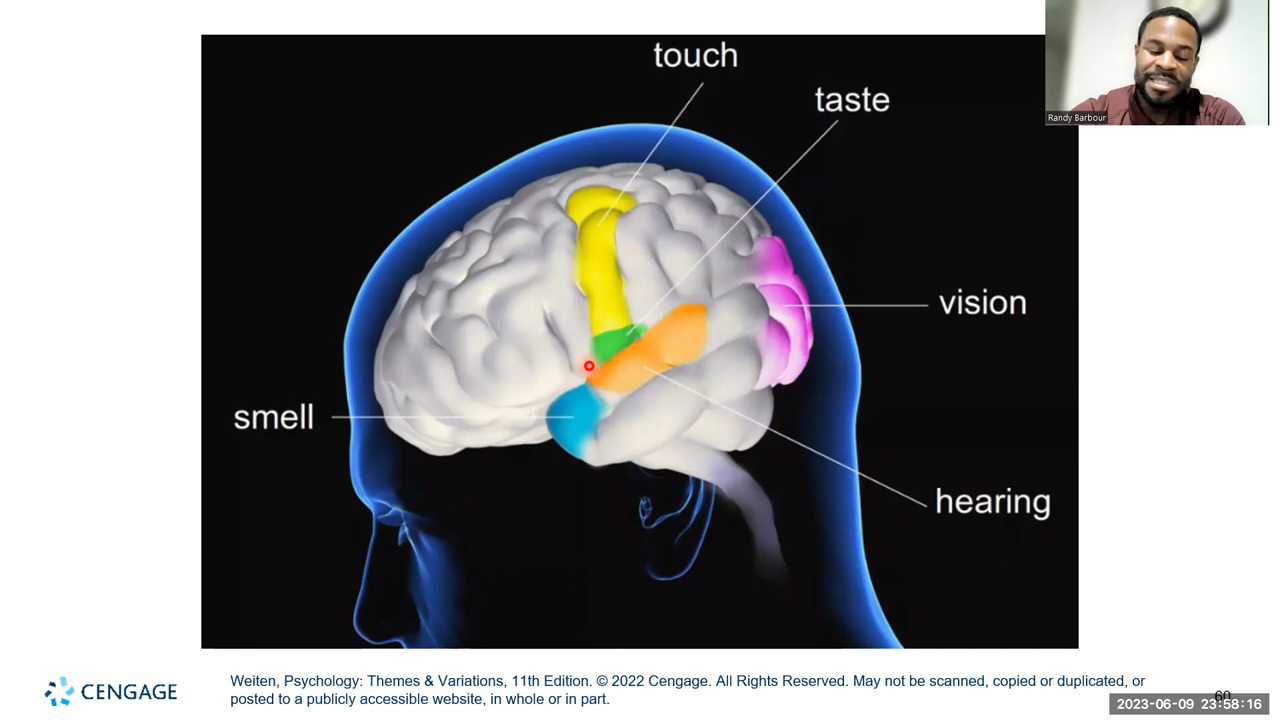 touch
taste
Randy Barbour
vision
smell
hearing
CENGAGE
Weiten, Psychology: Themes & Variations, 11th Edition. © 2022 Cengage. All Rights Reserved. May not be scanned, copied or duplicated, or
posted to a publicly accessible website, in whole or in part.
60
2023-06-09 23:58:16